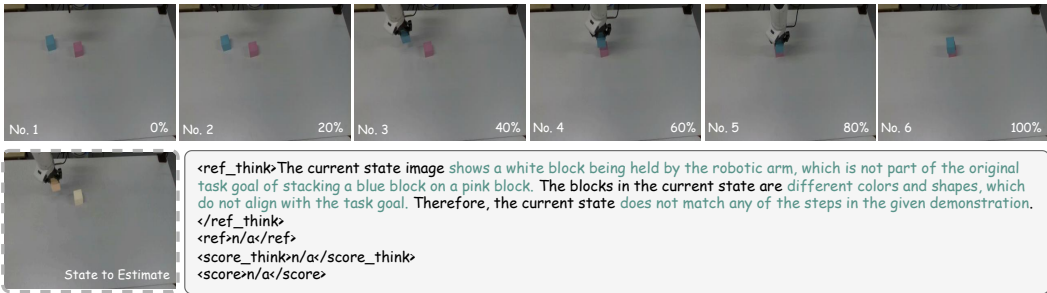 No. 1 0%
No. 2 20%
No. 3 40%
No. 4 60%
No. 5 80%
No. 6 100%
State to Estimate
<ref_think>The current state image shows a white block being held by the robotic arm, which is not part of the original
task goal of stacking a blue block on a pink block. The blocks in the current state are different colors and shapes, which
do not align with the task goal. Therefore, the current state does not match any of the steps in the given demonstration.
</ref_think>
<ref>n/a</ref>
<score_think>n/a</score_think>
<score>n/a</score>